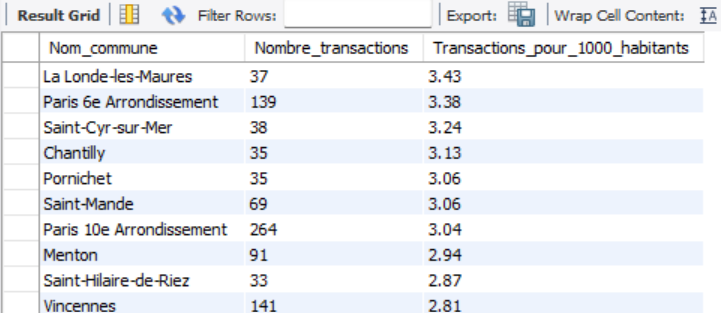 Result Grid Filter Rows: Export: Wrap Cell Content: IA
Nom_commune Nombre_transactions Transactions_pour_1000_habitants
La Londe-les-Maures 37 3.43
Paris 6e Arrondissement 139 3.38
Saint-Cyr-sur-Mer 38 3.24
Chantilly 35 3.13
Pornichet 35 3.06
Saint-Mande 69 3.06
Paris 10e Arrondissement 264 3.04
Menton 91 2.94
Saint-Hilaire-de-Riez 33 2.87
Vincennes 141 2.81